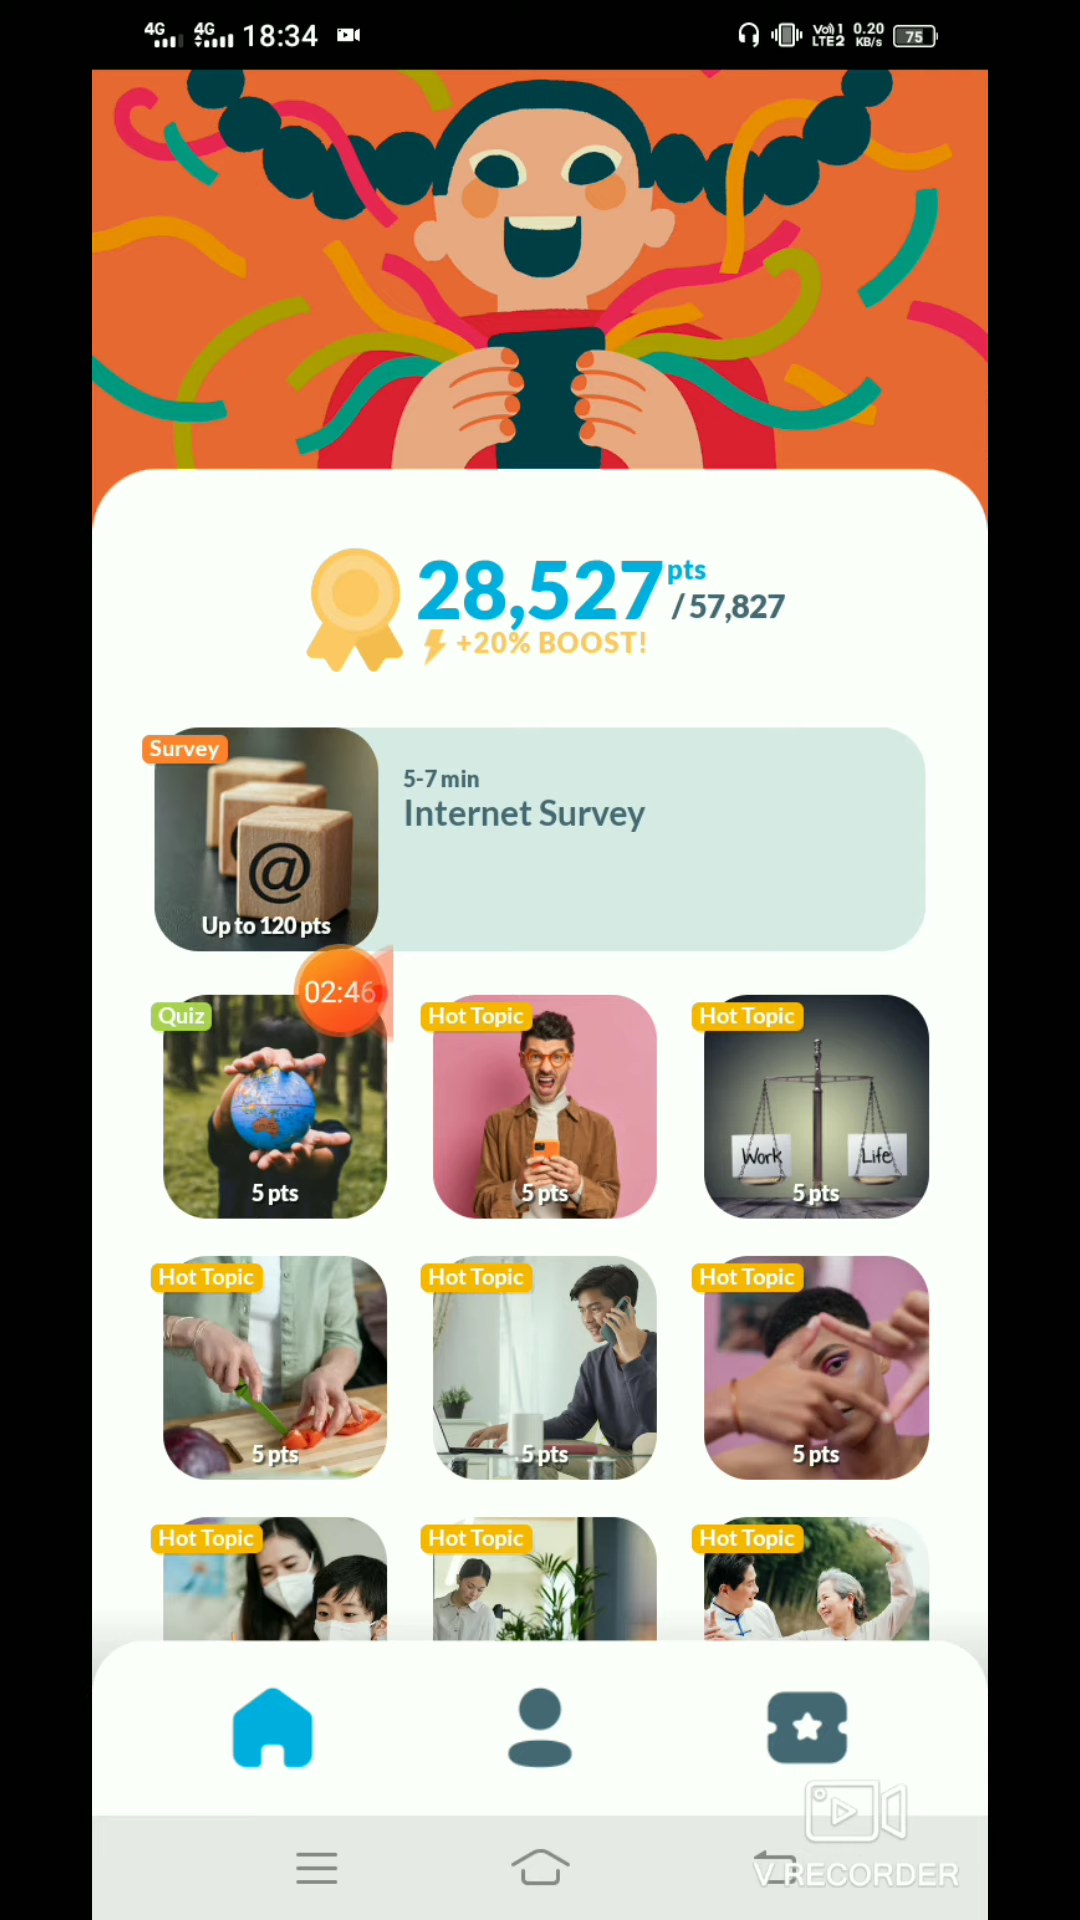 4G 4G 18:34 Vo)) 1 LTE2 0.20 KB/s 75
28,527 pts / 57,827
+20% BOOST!
Survey
5-7 min
Internet Survey
@
Up to 120 pts
02:46
Quiz
Hot Topic
Hot Topic
Work
Life
5 pts
5 pts
5 pts
Hot Topic
Hot Topic
Hot Topic
5 pts
5 pts
5 pts
Hot Topic
Hot Topic
Hot Topic
V RECORDER